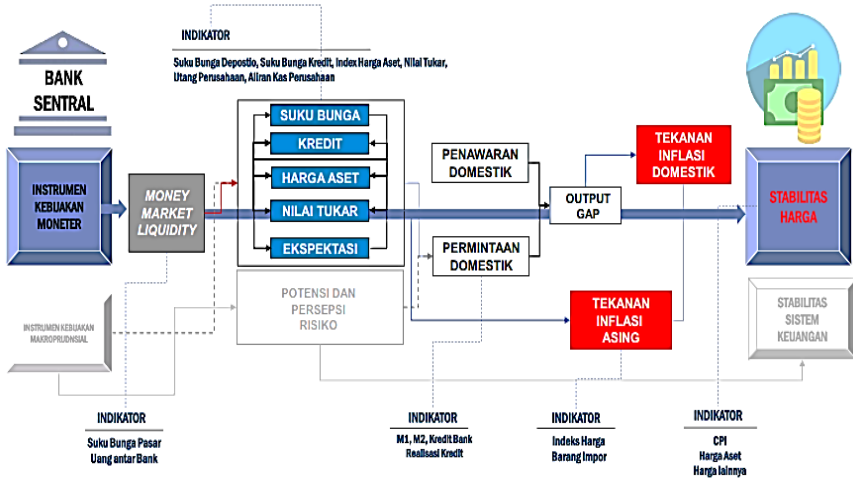 INDIKATOR
Suku Bunga Depostio, Suku Bunga Kredit, Index Harga Aset, Nilai Tukar,
Utang Perusahaan, Aliran Kas Perusahaan
BANK
SENTRAL
INSTRUMEN
KEBUAKAN
MONETER
MONEY
MARKET
LIQUIDITY
SUKU BUNGA
KREDIT
HARGA ASET
NILAI TUKAR
EKSPEKTASI
PENAWARAN
DOMESTIK
PERMINTAAN
DOMESTIK
OUTPUT
GAP
TEKANAN
INFLASI
DOMESTIK
STABILITAS
HARGA
INSTRUMEN KEBUAKAN
MAKROPRUDNSIAL
POTENSI DAN
PERSEPSI
RISIKO
TEKANAN
INFLASI
ASING
STABILITAS
SISTEM
KEUANGAN
INDIKATOR
Suku Bunga Pasar
Uang antar Bank
INDIKATOR
M1, M2, Kredit Bank
Realisasi Kredit
INDIKATOR
Indeks Harga
Barang Impor
INDIKATOR
CPI
Harga Aset
Harga lainnya